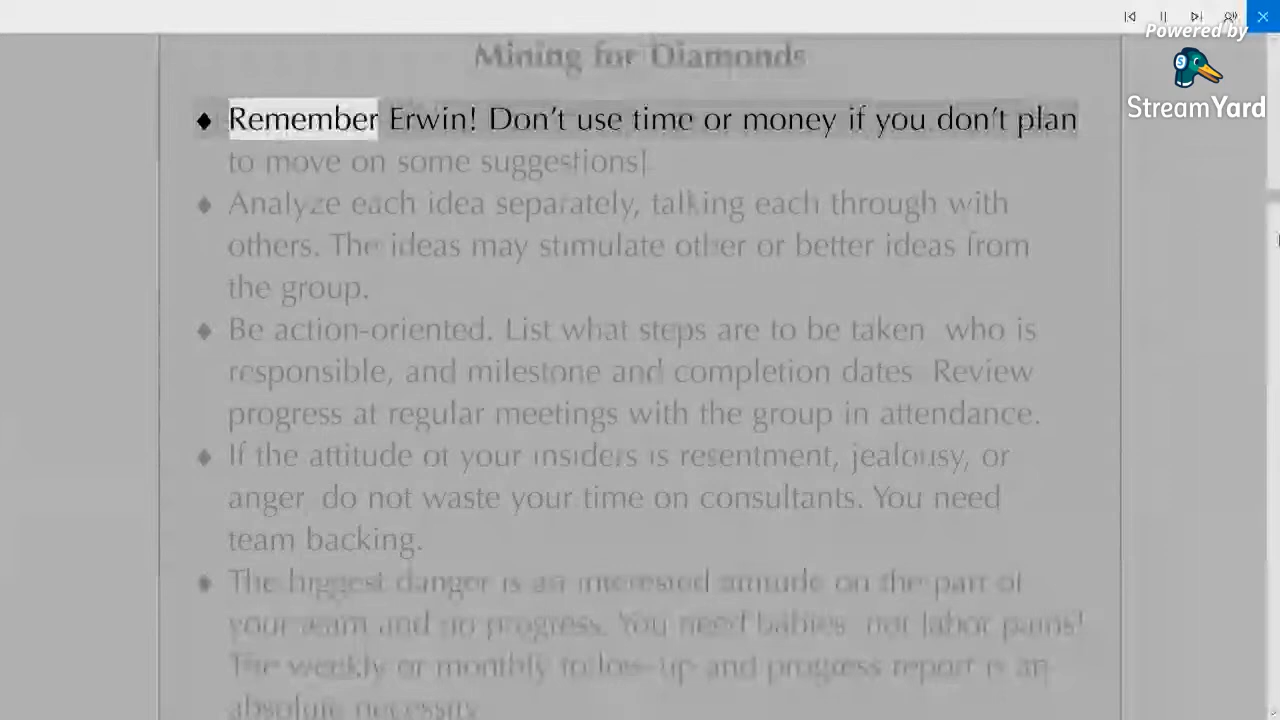 Powered by
StreamYard
Mining for Diamonds
♦ Remember Erwin! Don't use time or money if you don't plan
to move on some suggestions!
♦ Analyze each idea separately, talking each through with
others. The ideas may stimulate other or better ideas from
the group.
♦ Be action-oriented. List what steps are to be taken who is
responsible, and milestone and completion dates Review
progress at regular meetings with the group in attendance.
♦ If the attitude of your insiders is resentment, jealousy, or
anger do not waste your time on consultants. You need
team backing.
♦ The biggest danger is an interested attitude on the part of
your team and no progress. You need babies not labor pains!
The weekly or monthly follow-up and progress report is an
absolute necessity